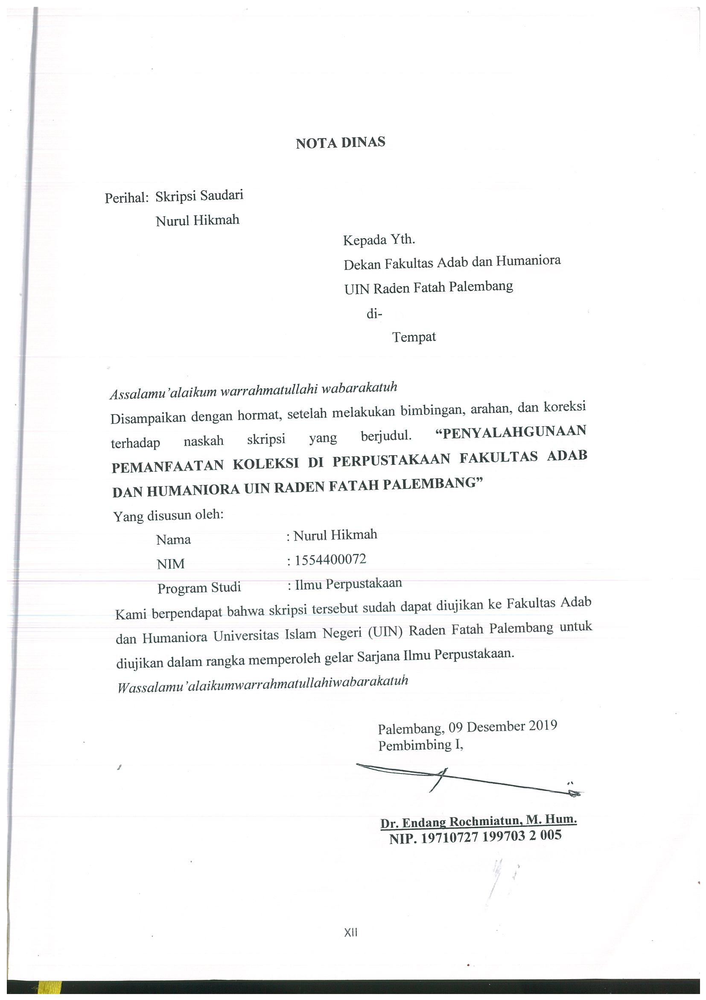 NOTA DINAS
Perihal: Skripsi Saudari
Nurul Hikmah
Kepada Yth.
Dekan Fakultas Adab dan Humaniora
UIN Raden Fatah Palembang
di-
Tempat
Assalamu'alaikum warrahmatullahi wabarakatuh
Disampaikan dengan hormat, setelah melakukan bimbingan, arahan, dan koreksi
terhadap naskah skripsi yang berjudul. “PENYALAHGUNAAN
PEMANFAATAN KOLEKSI DI PERPUSTAKAAN FAKULTAS ADAB
DAN HUMANIORA UIN RADEN FATAH PALEMBANG”
Yang disusun oleh:
Nama : Nurul Hikmah
NIM : 1554400072
Program Studi : Ilmu Perpustakaan
Kami berpendapat bahwa skripsi tersebut sudah dapat diujikan ke Fakultas Adab
dan Humaniora Universitas Islam Negeri (UIN) Raden Fatah Palembang untuk
diujikan dalam rangka memperoleh gelar Sarjana Ilmu Perpustakaan.
Wassalamu'alaikumwarrahmatullahiwabarakatuh
Palembang, 09 Desember 2019
Pembimbing I,
Dr. Endang Rochmiatun, M. Hum.
NIP. 19710727 199703 2 005
XII